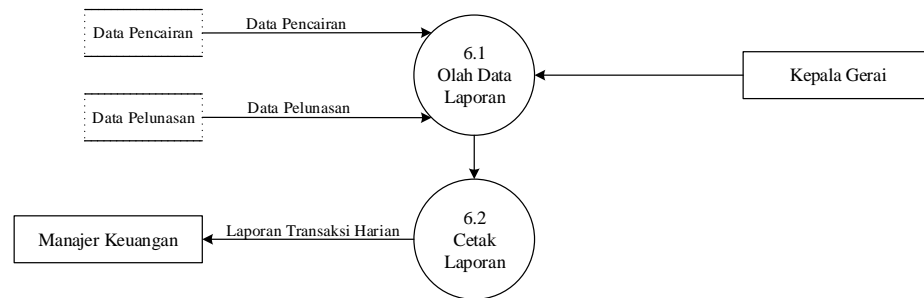 Data Pencairan
Data Pencairan
6.1
Olah Data
Laporan
Kepala Gerai
Data Pelunasan
Data Pelunasan
6.2
Cetak
Laporan
Laporan Transaksi Harian
Manajer Keuangan